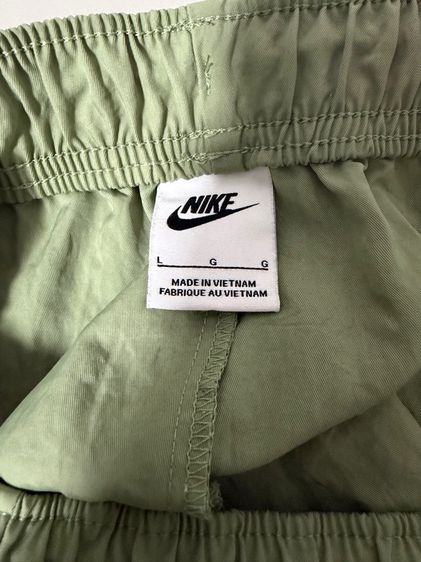 NIKE
L G G
MADE IN VIETNAM
FABRIQUE AU VIETNAM